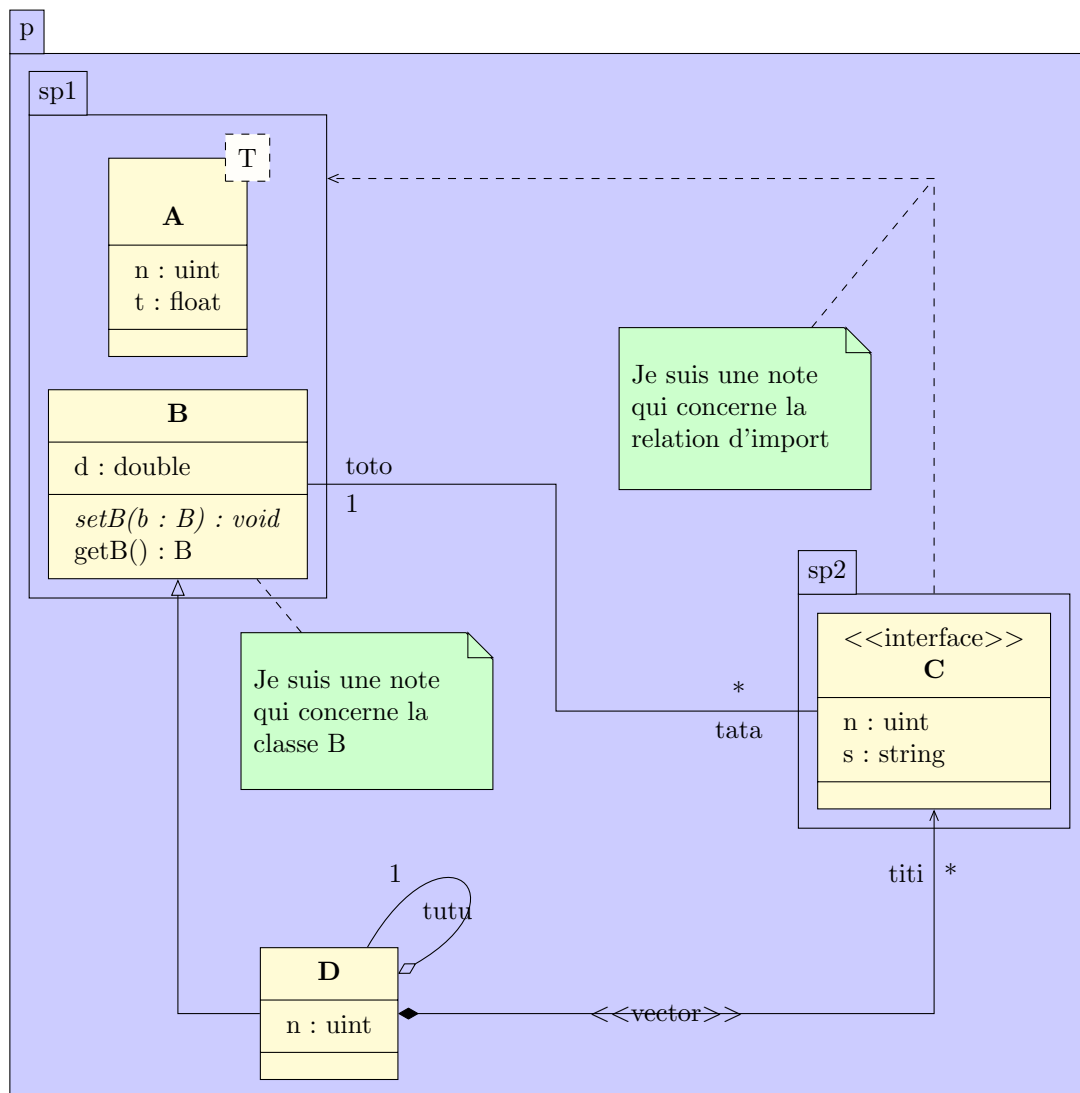 p
sp1
T
A
n : uint
t : float
B
d : double
setB(b : B) : void
getB() : B
toto
1
Je suis une note
qui concerne la
relation d'import
sp2
<<interface>>
C
n : uint
s : string
*
tata
Je suis une note
qui concerne la
classe B
titi
*
1
tutu
D
n : uint
<<vector>>